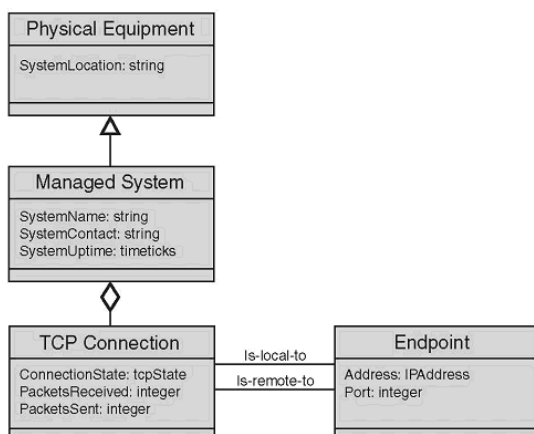 Physical Equipment
SystemLocation: string
Managed System
SystemName: string
SystemContact: string
SystemUptime: timeticks
TCP Connection
ConnectionState: tcpState
PacketsReceived: integer
PacketsSent: integer
Is-local-to
Is-remote-to
Endpoint
Address: IPAddress
Port: integer